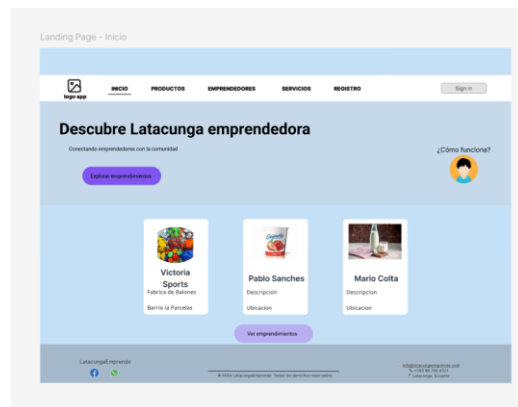 Landing Page - Inicio
logo app
INICIO PRODUCTOS EMPRENDEDORES SERVICIOS REGISTRO Sign in
Descubre Latacunga emprendedora
Conectando emprendedores con la comunidad
¿Cómo funciona?
Explorar emprendimientos
Victoria
Sports
Fabrica de Balones
Barrio la Parcelas
Pablo Sanches
Descripcion
Ubicacion
Mario Colta
Descripcion
Ubicacion
Ver emprendimientos
LatacungaEmprende
LatacungaEmprende. Todos los derechos reservados.
Latacunga, Ecuador